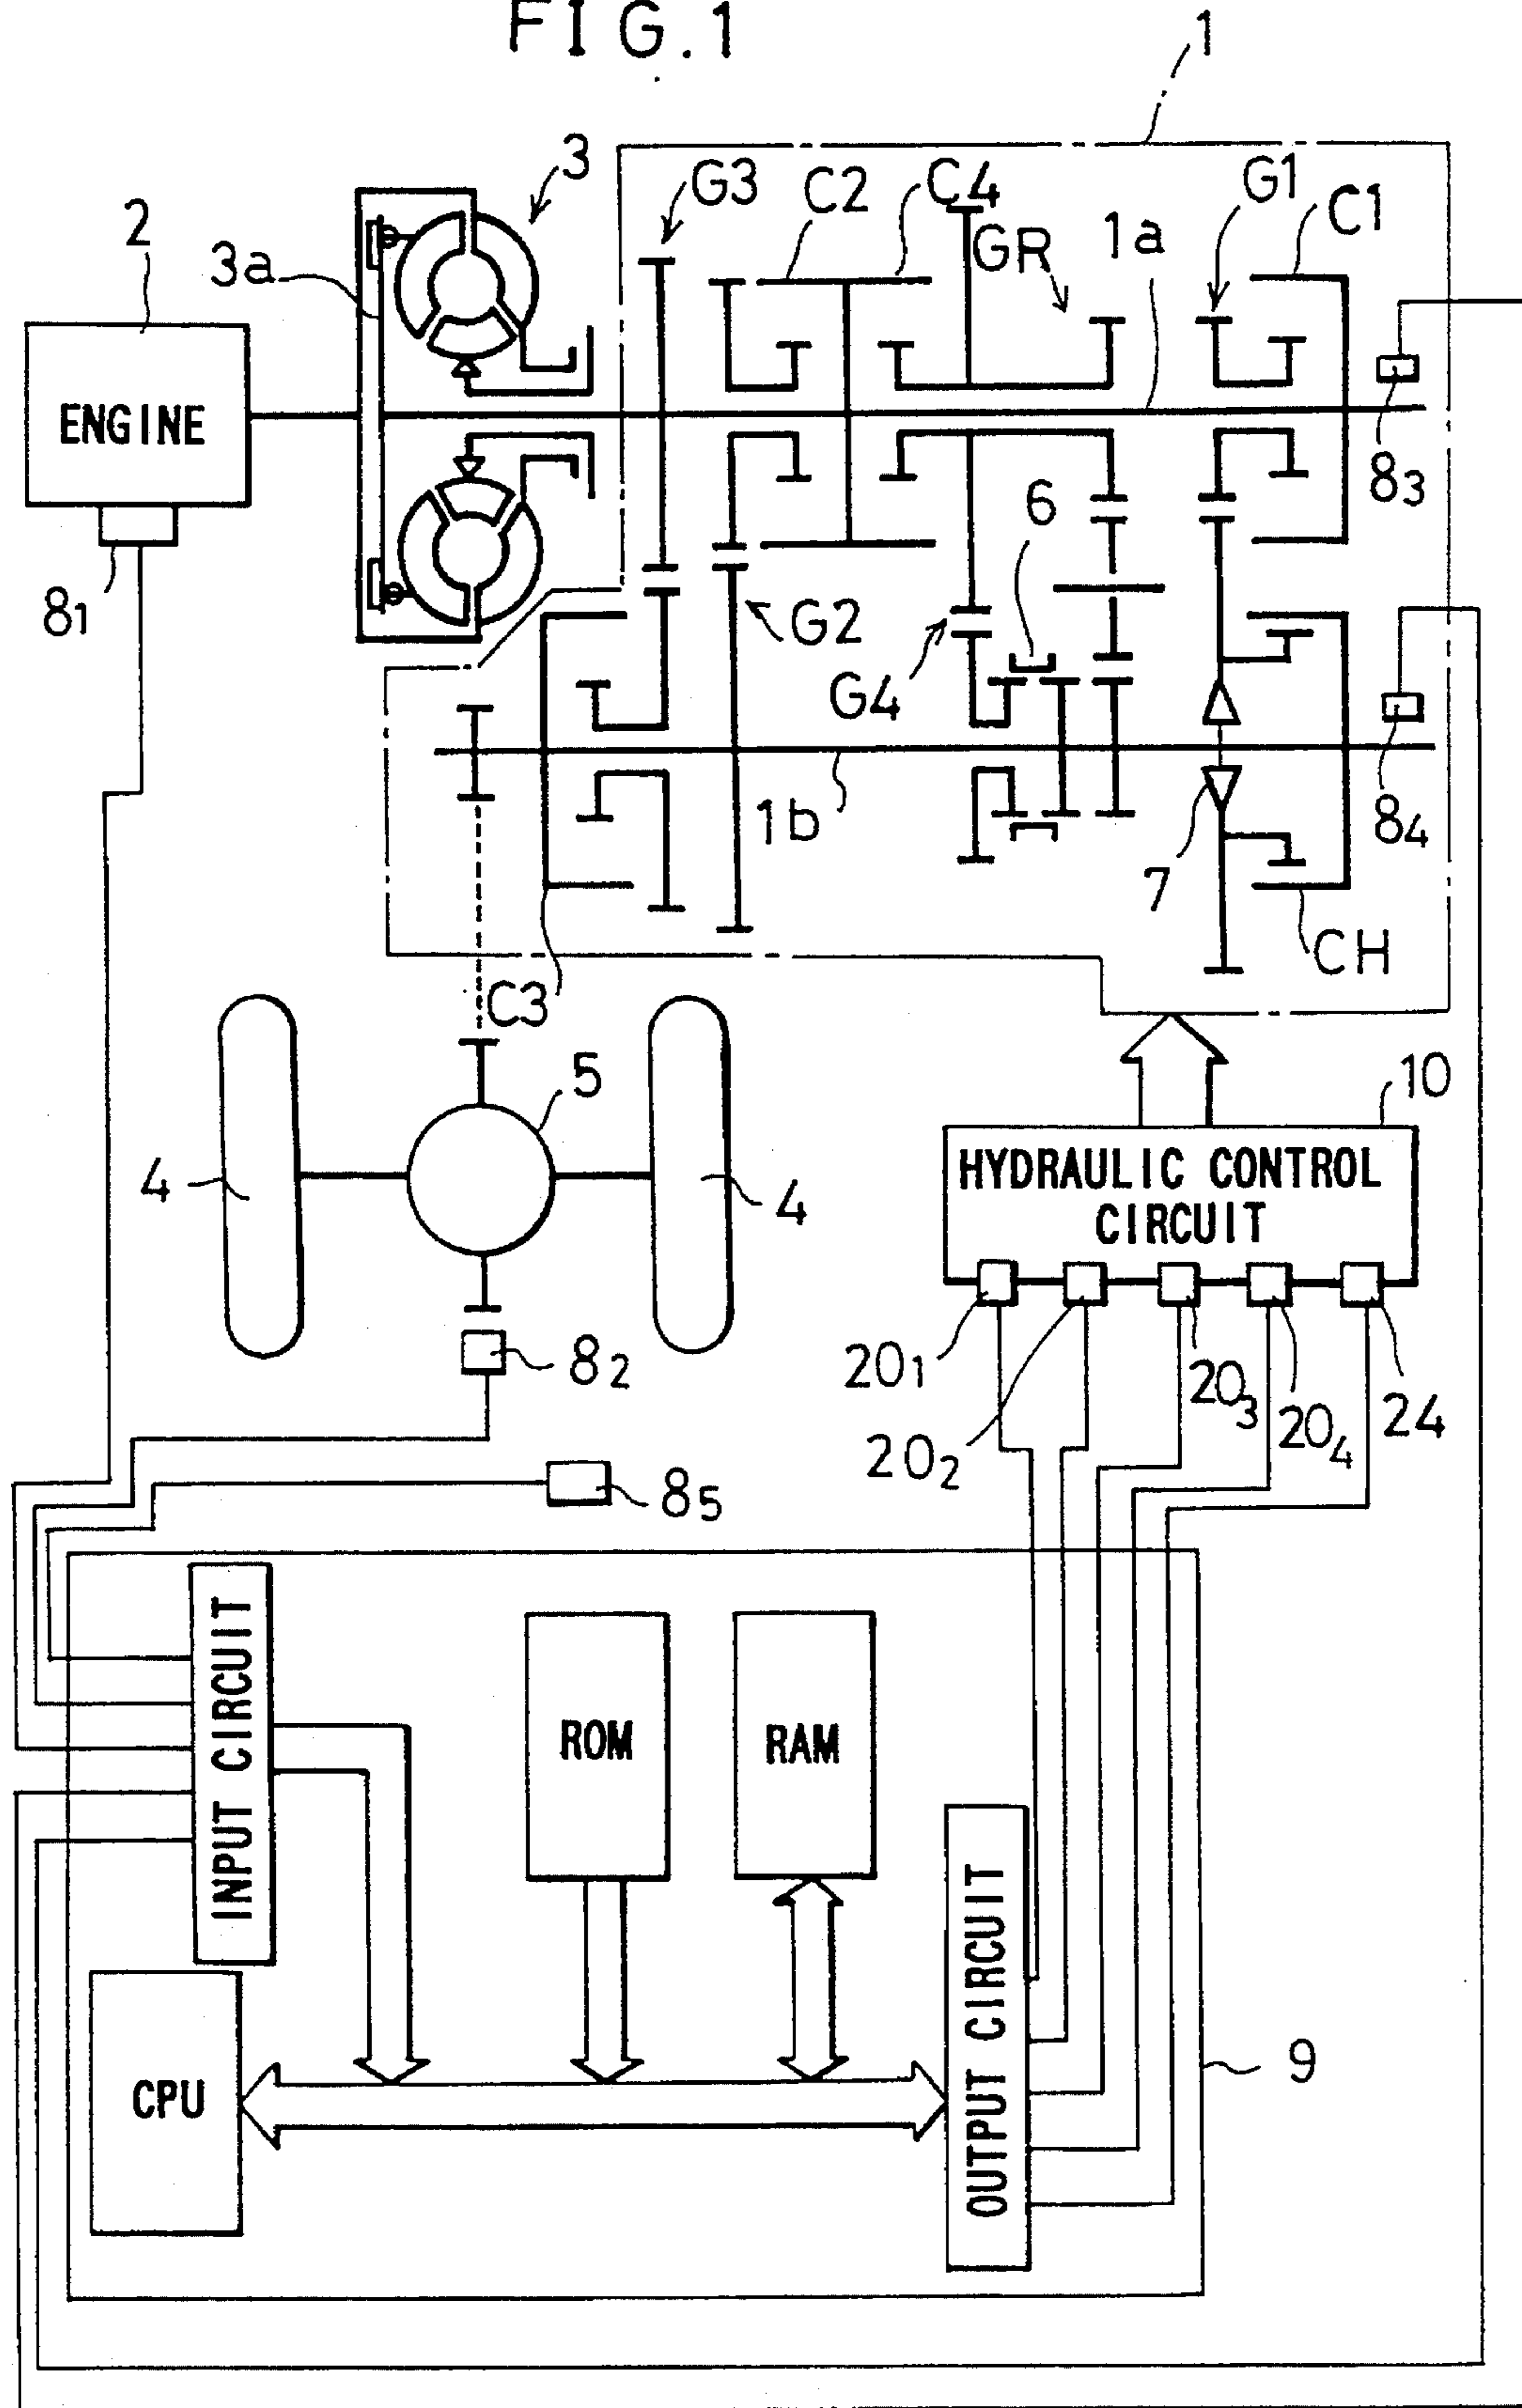 FIG.1
1
3
G3
C2
C4
G1
C1
2
3a
GR
1a
ENGINE
8₃
6
8₁
G2
G4
1b
8₄
7
CH
C3
5
10
4
4
HYDRAULIC CONTROL
CIRCUIT
8₂
20₁
20₂
20₃
20₄
24
8₅
INPUT CIRCUIT
ROM
RAM
OUTPUT CIRCUIT
CPU
9